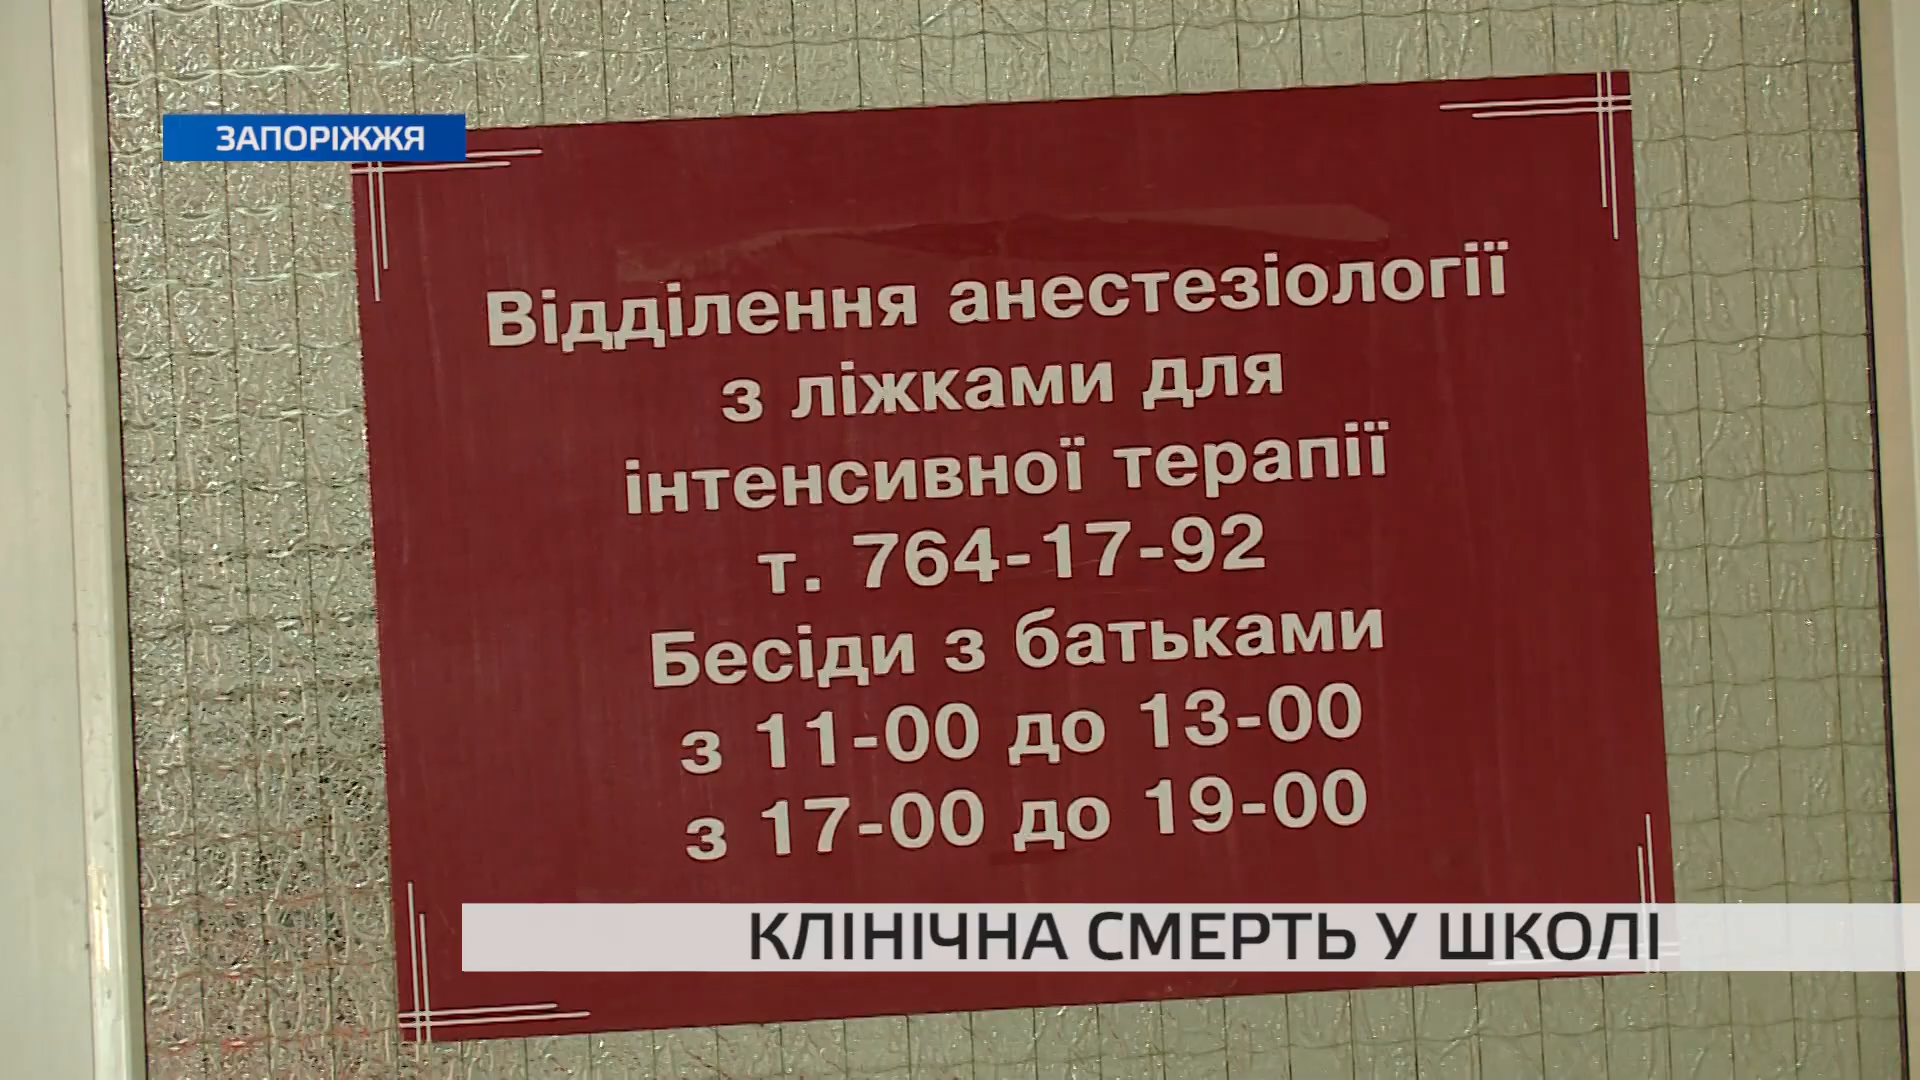 ЗАПОРІЖЖЯ
Відділення анестезіології
з ліжками для
інтенсивної терапії
т. 764-17-92
Бесіди з батьками
з 11-00 до 13-00
з 17-00 до 19-00
КЛІНІЧНА СМЕРТЬ У ШКОЛІ